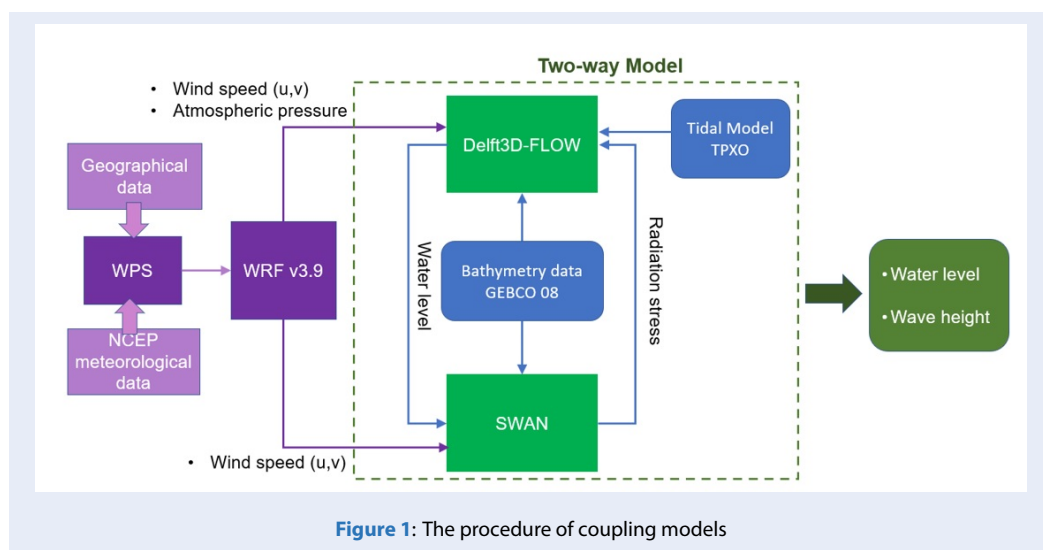 Two-way Model
• Wind speed (u,v)
• Atmospheric pressure
Geographical
data
WPS
NCEP
meteorological
data
WRF v3.9
• Wind speed (u,v)
Delft3D-FLOW
Tidal Model
TPXO
Water level
Bathymetry data
GEBCO 08
Radiation stress
SWAN
• Water level
• Wave height
Figure 1: The procedure of coupling models